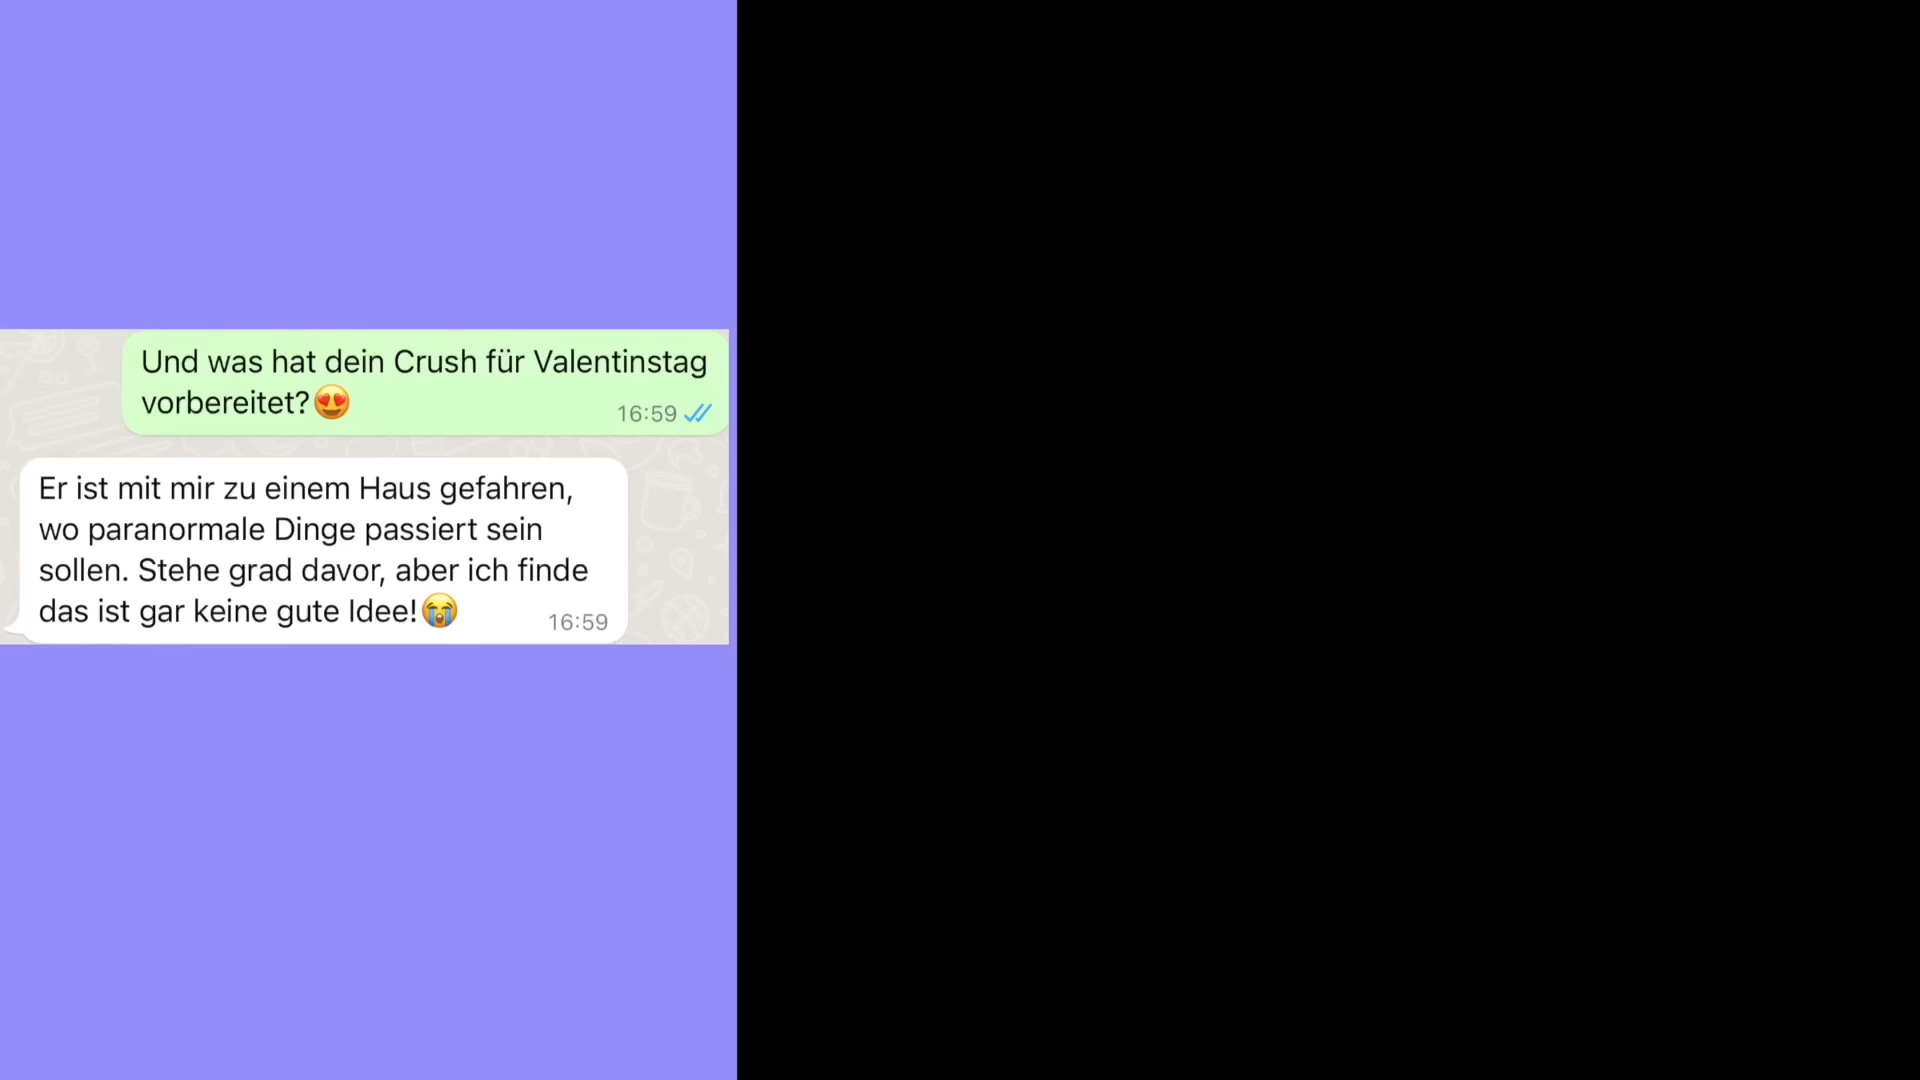 Und was hat dein Crush für Valentinstag
vorbereitet?😍
16:59
Er ist mit mir zu einem Haus gefahren,
wo paranormale Dinge passiert sein
sollen. Stehe grad davor, aber ich finde
das ist gar keine gute Idee!😭
16:59